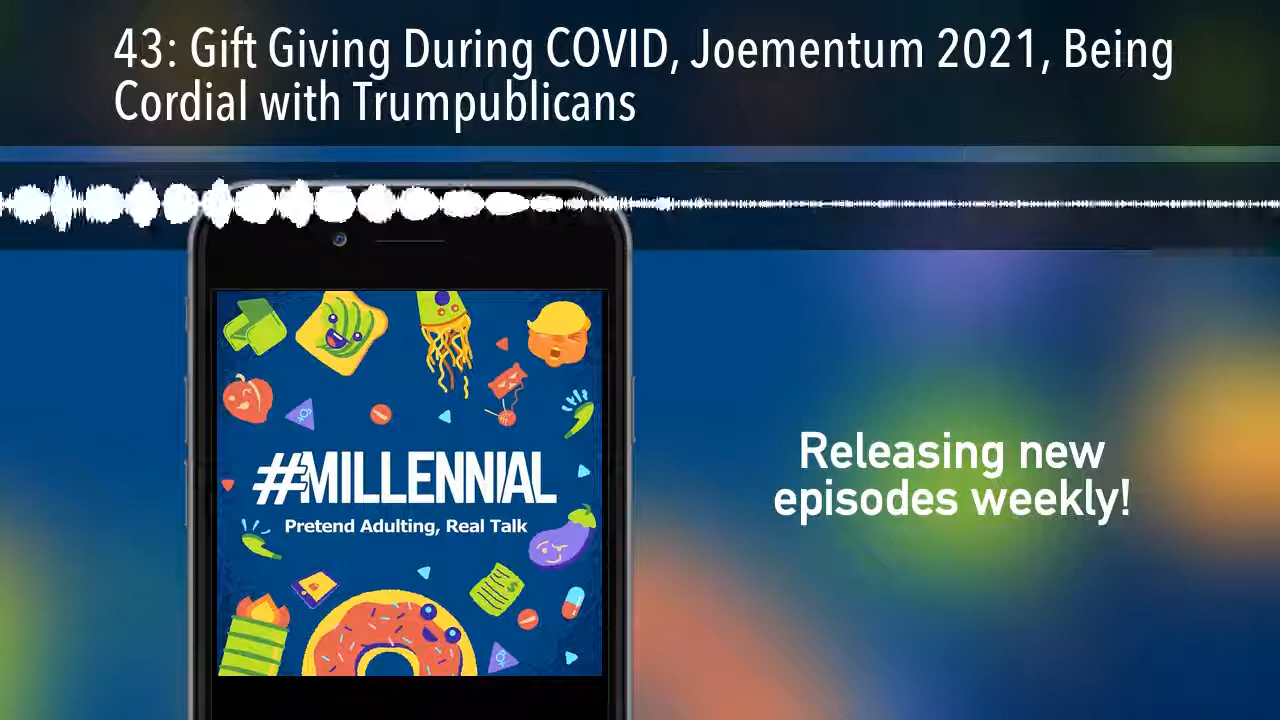 43: Gift Giving During COVID, Joementum 2021, Being
Cordial with Trumpublicans
#MILLENNIAL
Pretend Adulting, Real Talk
Releasing new
episodes weekly!